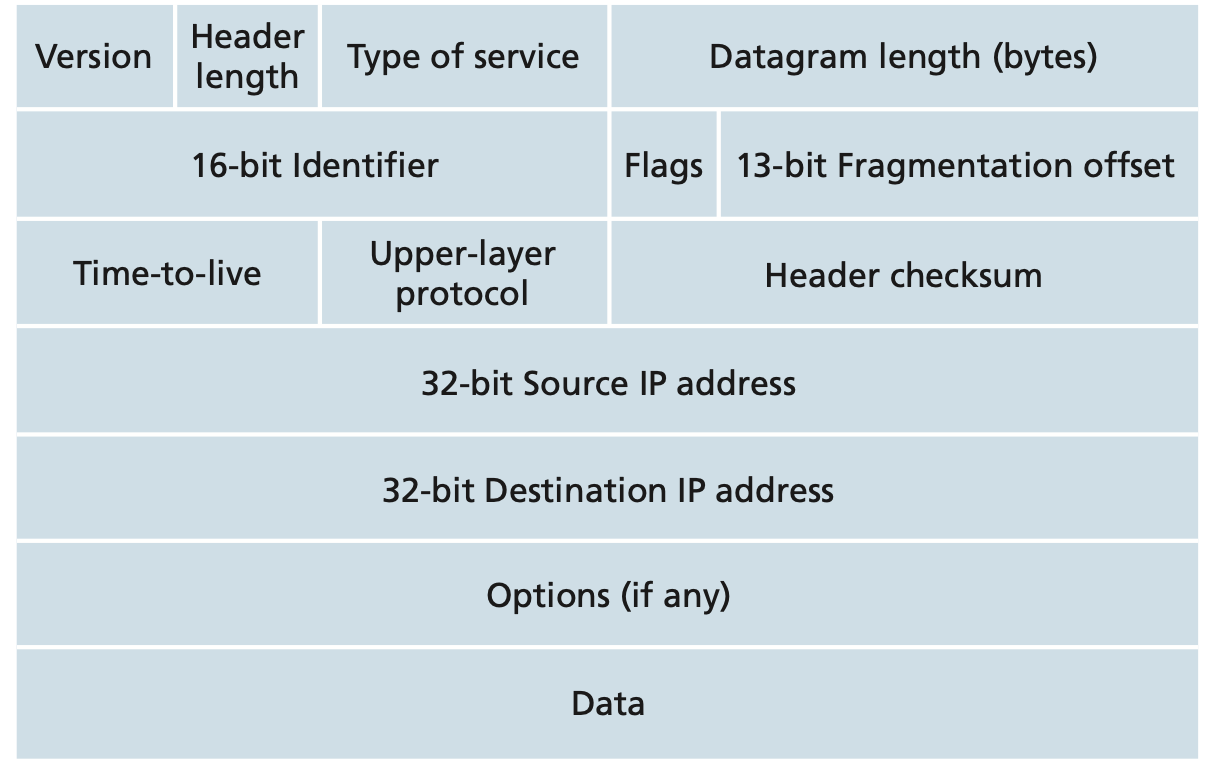 Version
Header
length
Type of service
Datagram length (bytes)
16-bit Identifier
Flags
13-bit Fragmentation offset
Time-to-live
Upper-layer
protocol
Header checksum
32-bit Source IP address
32-bit Destination IP address
Options (if any)
Data